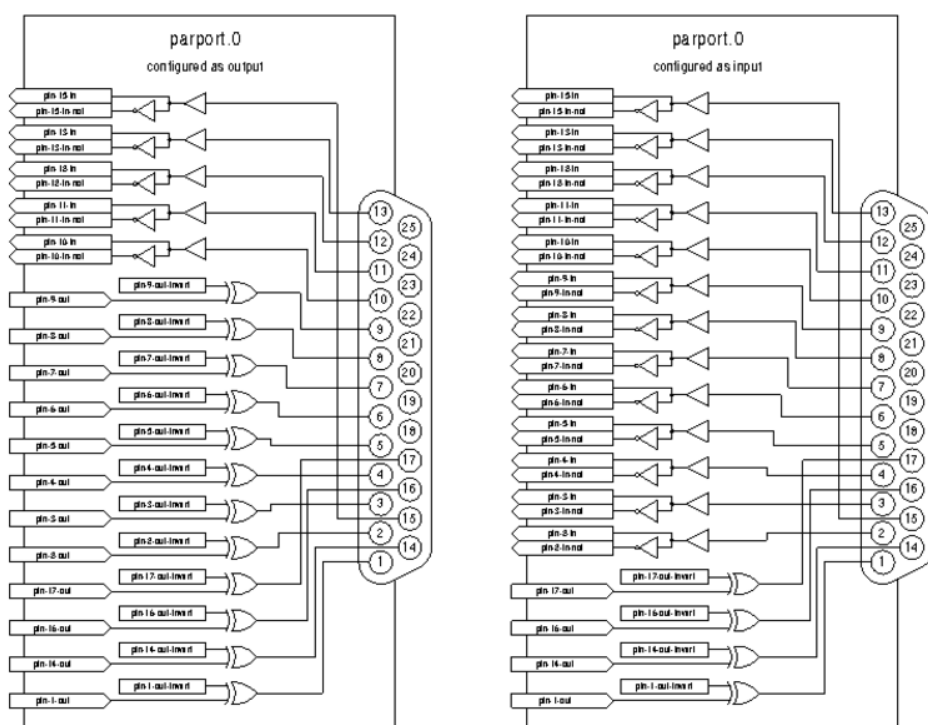 parport.0
configured as output
pin-15-in
pin-15-in-not
pin-13-in
pin-13-in-not
pin-12-in
pin-12-in-not
pin-11-in
pin-11-in-not
pin-10-in
pin-10-in-not
pin-9-out-invert
pin-9-out
pin-8-out-invert
pin-8-out
pin-7-out-invert
pin-7-out
pin-6-out-invert
pin-6-out
pin-5-out-invert
pin-5-out
pin-4-out-invert
pin-4-out
pin-3-out-invert
pin-3-out
pin-2-out-invert
pin-2-out
pin-17-out-invert
pin-17-out
pin-16-out-invert
pin-16-out
pin-14-out-invert
pin-14-out
pin-1-out-invert
pin-1-out
13
25
12
24
11
23
10
22
9
21
8
20
7
19
6
18
5
17
4
16
3
15
2
14
1
parport.0
configured as input
pin-15-in
pin-15-in-not
pin-13-in
pin-13-in-not
pin-12-in
pin-12-in-not
pin-11-in
pin-11-in-not
pin-10-in
pin-10-in-not
pin-9-in
pin-9-in-not
pin-8-in
pin-8-in-not
pin-7-in
pin-7-in-not
pin-6-in
pin-6-in-not
pin-5-in
pin-5-in-not
pin-4-in
pin-4-in-not
pin-3-in
pin-3-in-not
pin-2-in
pin-2-in-not
pin-17-out-invert
pin-17-out
pin-16-out-invert
pin-16-out
pin-14-out-invert
pin-14-out
pin-1-out-invert
pin-1-out
13
25
12
24
11
23
10
22
9
21
8
20
7
19
6
18
5
17
4
16
3
15
2
14
1